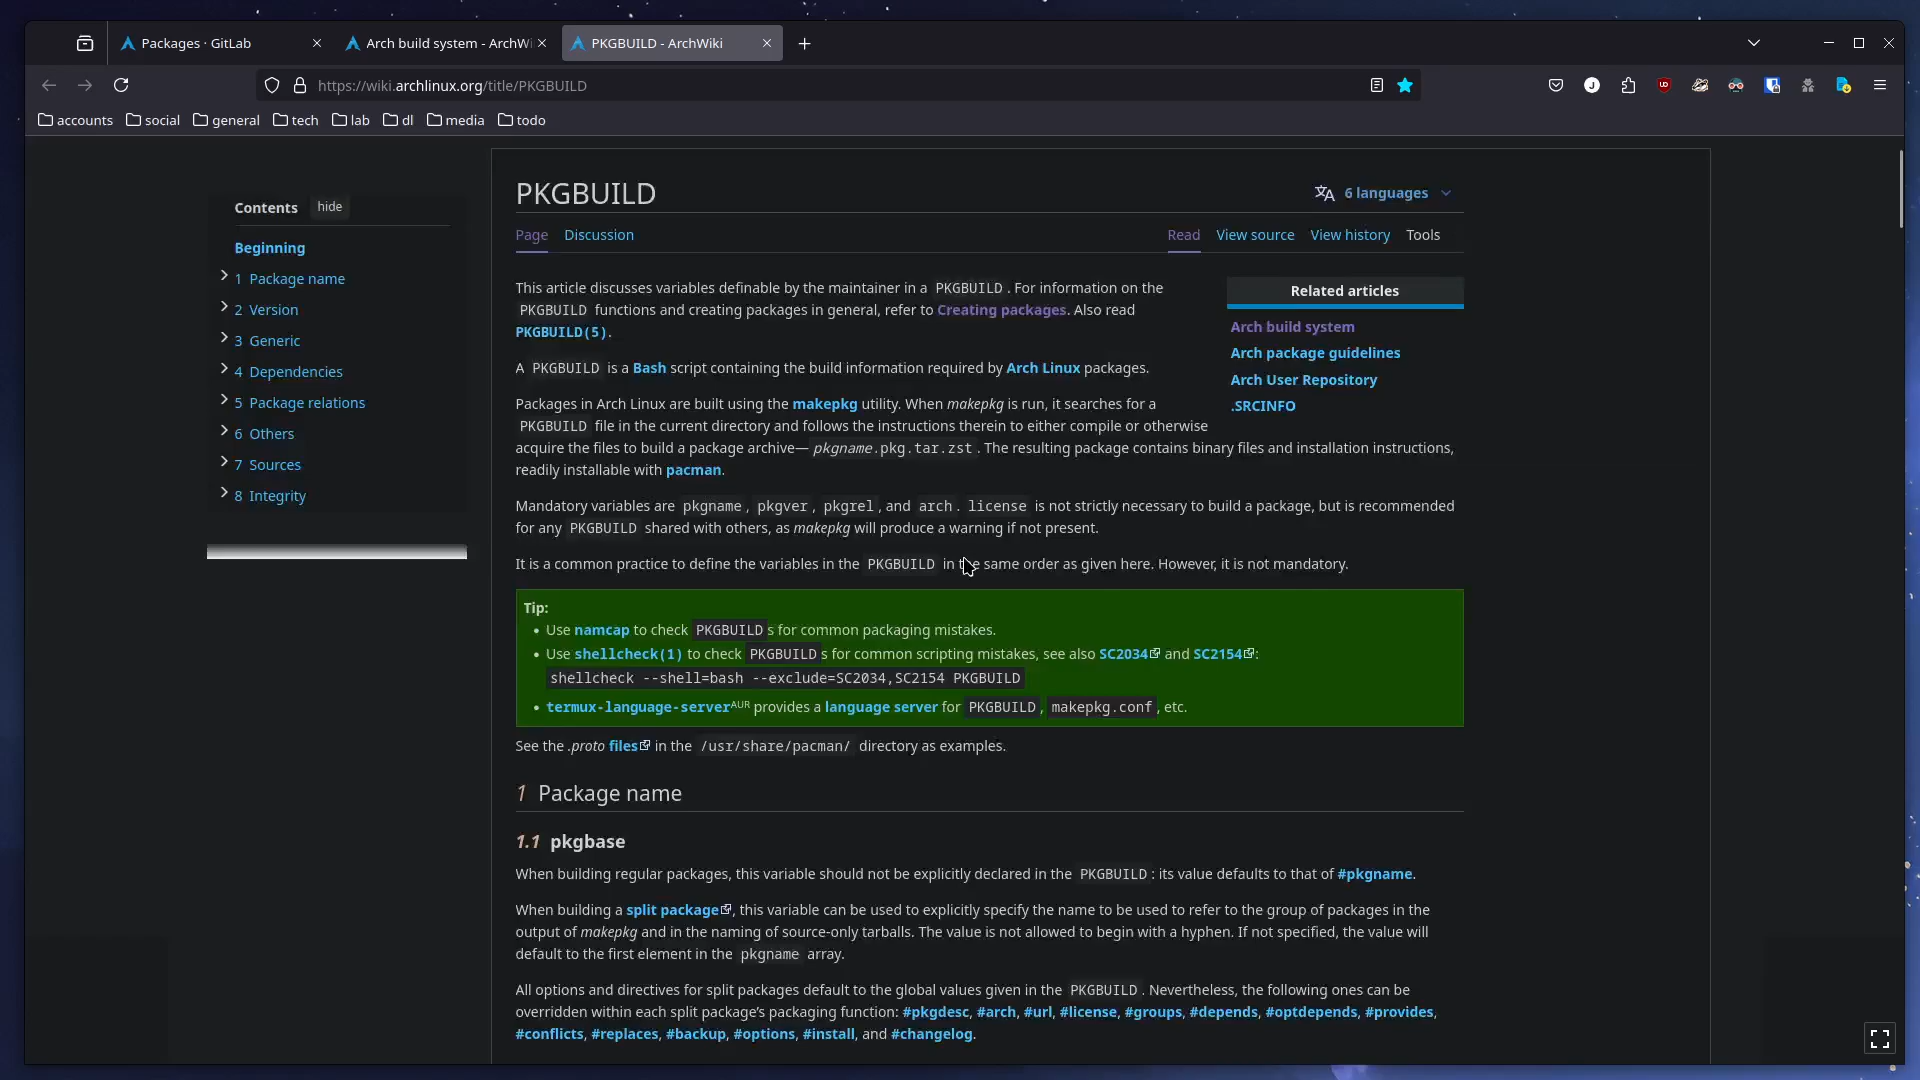 Packages · GitLab
Arch build system - ArchWi
PKGBUILD - ArchWiki
https://wiki.archlinux.org/title/PKGBUILD
accounts social general tech lab dl media todo
Contents hide
Beginning
1 Package name
2 Version
3 Generic
4 Dependencies
5 Package relations
6 Others
7 Sources
8 Integrity
PKGBUILD
6 languages
Page Discussion Read View source View history Tools
This article discusses variables definable by the maintainer in a PKGBUILD. For information on the
PKGBUILD functions and creating packages in general, refer to Creating packages. Also read
PKGBUILD(5).
A PKGBUILD is a Bash script containing the build information required by Arch Linux packages.
Packages in Arch Linux are built using the makepkg utility. When makepkg is run, it searches for a
PKGBUILD file in the current directory and follows the instructions therein to either compile or otherwise
acquire the files to build a package archive— pkgname.pkg.tar.zst. The resulting package contains binary files and installation instructions,
readily installable with pacman.
Related articles
Arch build system
Arch package guidelines
Arch User Repository
.SRCINFO
Mandatory variables are pkgname, pkgver, pkgrel, and arch. license is not strictly necessary to build a package, but is recommended
for any PKGBUILD shared with others, as makepkg will produce a warning if not present.
It is a common practice to define the variables in the PKGBUILD in the same order as given here. However, it is not mandatory.
Tip:
• Use namcap to check PKGBUILDs for common packaging mistakes.
• Use shellcheck(1) to check PKGBUILDs for common scripting mistakes, see also SC2034 and SC2154:
shellcheck --shell=bash --exclude=SC2034,SC2154 PKGBUILD
• termux-language-serverAUR provides a language server for PKGBUILD, makepkg.conf, etc.
See the .proto files in the /usr/share/pacman/ directory as examples.
1 Package name
1.1 pkgbase
When building regular packages, this variable should not be explicitly declared in the PKGBUILD: its value defaults to that of #pkgname.
When building a split package, this variable can be used to explicitly specify the name to be used to refer to the group of packages in the
output of makepkg and in the naming of source-only tarballs. The value is not allowed to begin with a hyphen. If not specified, the value will
default to the first element in the pkgname array.
All options and directives for split packages default to the global values given in the PKGBUILD. Nevertheless, the following ones can be
overridden within each split package’s packaging function: #pkgdesc, #arch, #url, #license, #groups, #depends, #optdepends, #provides,
#conflicts, #replaces, #backup, #options, #install, and #changelog.